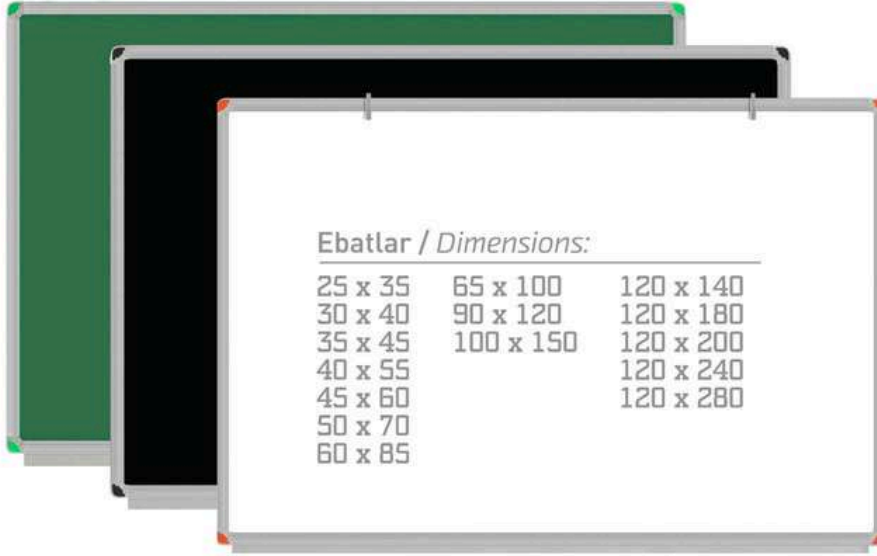 Ebatlar / Dimensions:
25 x 35
30 x 40
35 x 45
40 x 55
45 x 60
50 x 70
60 x 85
65 x 100
90 x 120
100 x 150
120 x 140
120 x 180
120 x 200
120 x 240
120 x 280